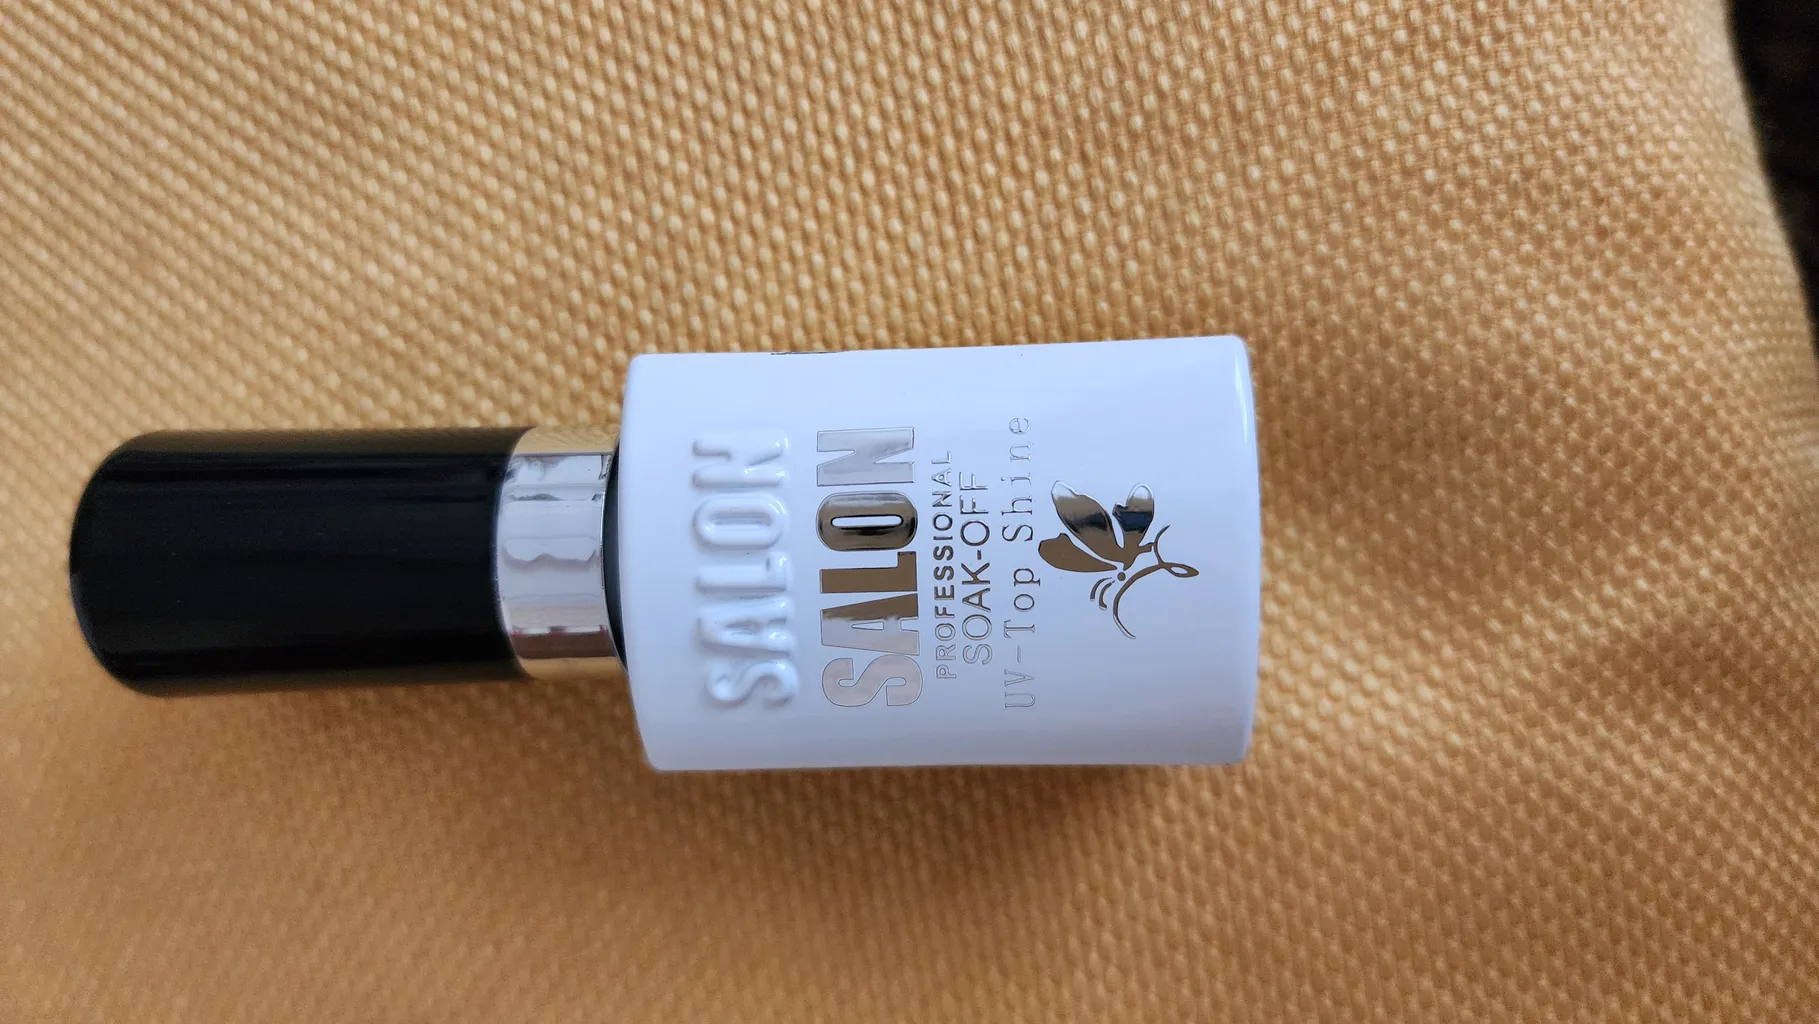 SALON
SALON
PROFESSIONAL
SOAK-OFF
UV-Top Shine